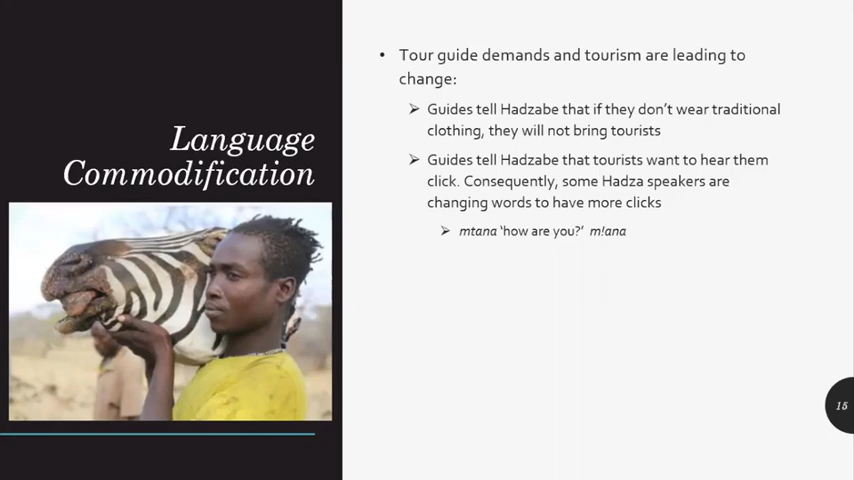 Language
Commodification
• Tour guide demands and tourism are leading to
change:
➢ Guides tell Hadzabe that if they don't wear traditional
clothing, they will not bring tourists
➢ Guides tell Hadzabe that tourists want to hear them
click. Consequently, some Hadza speakers are
changing words to have more clicks
➢ mtana 'how are you?' m!ana
15